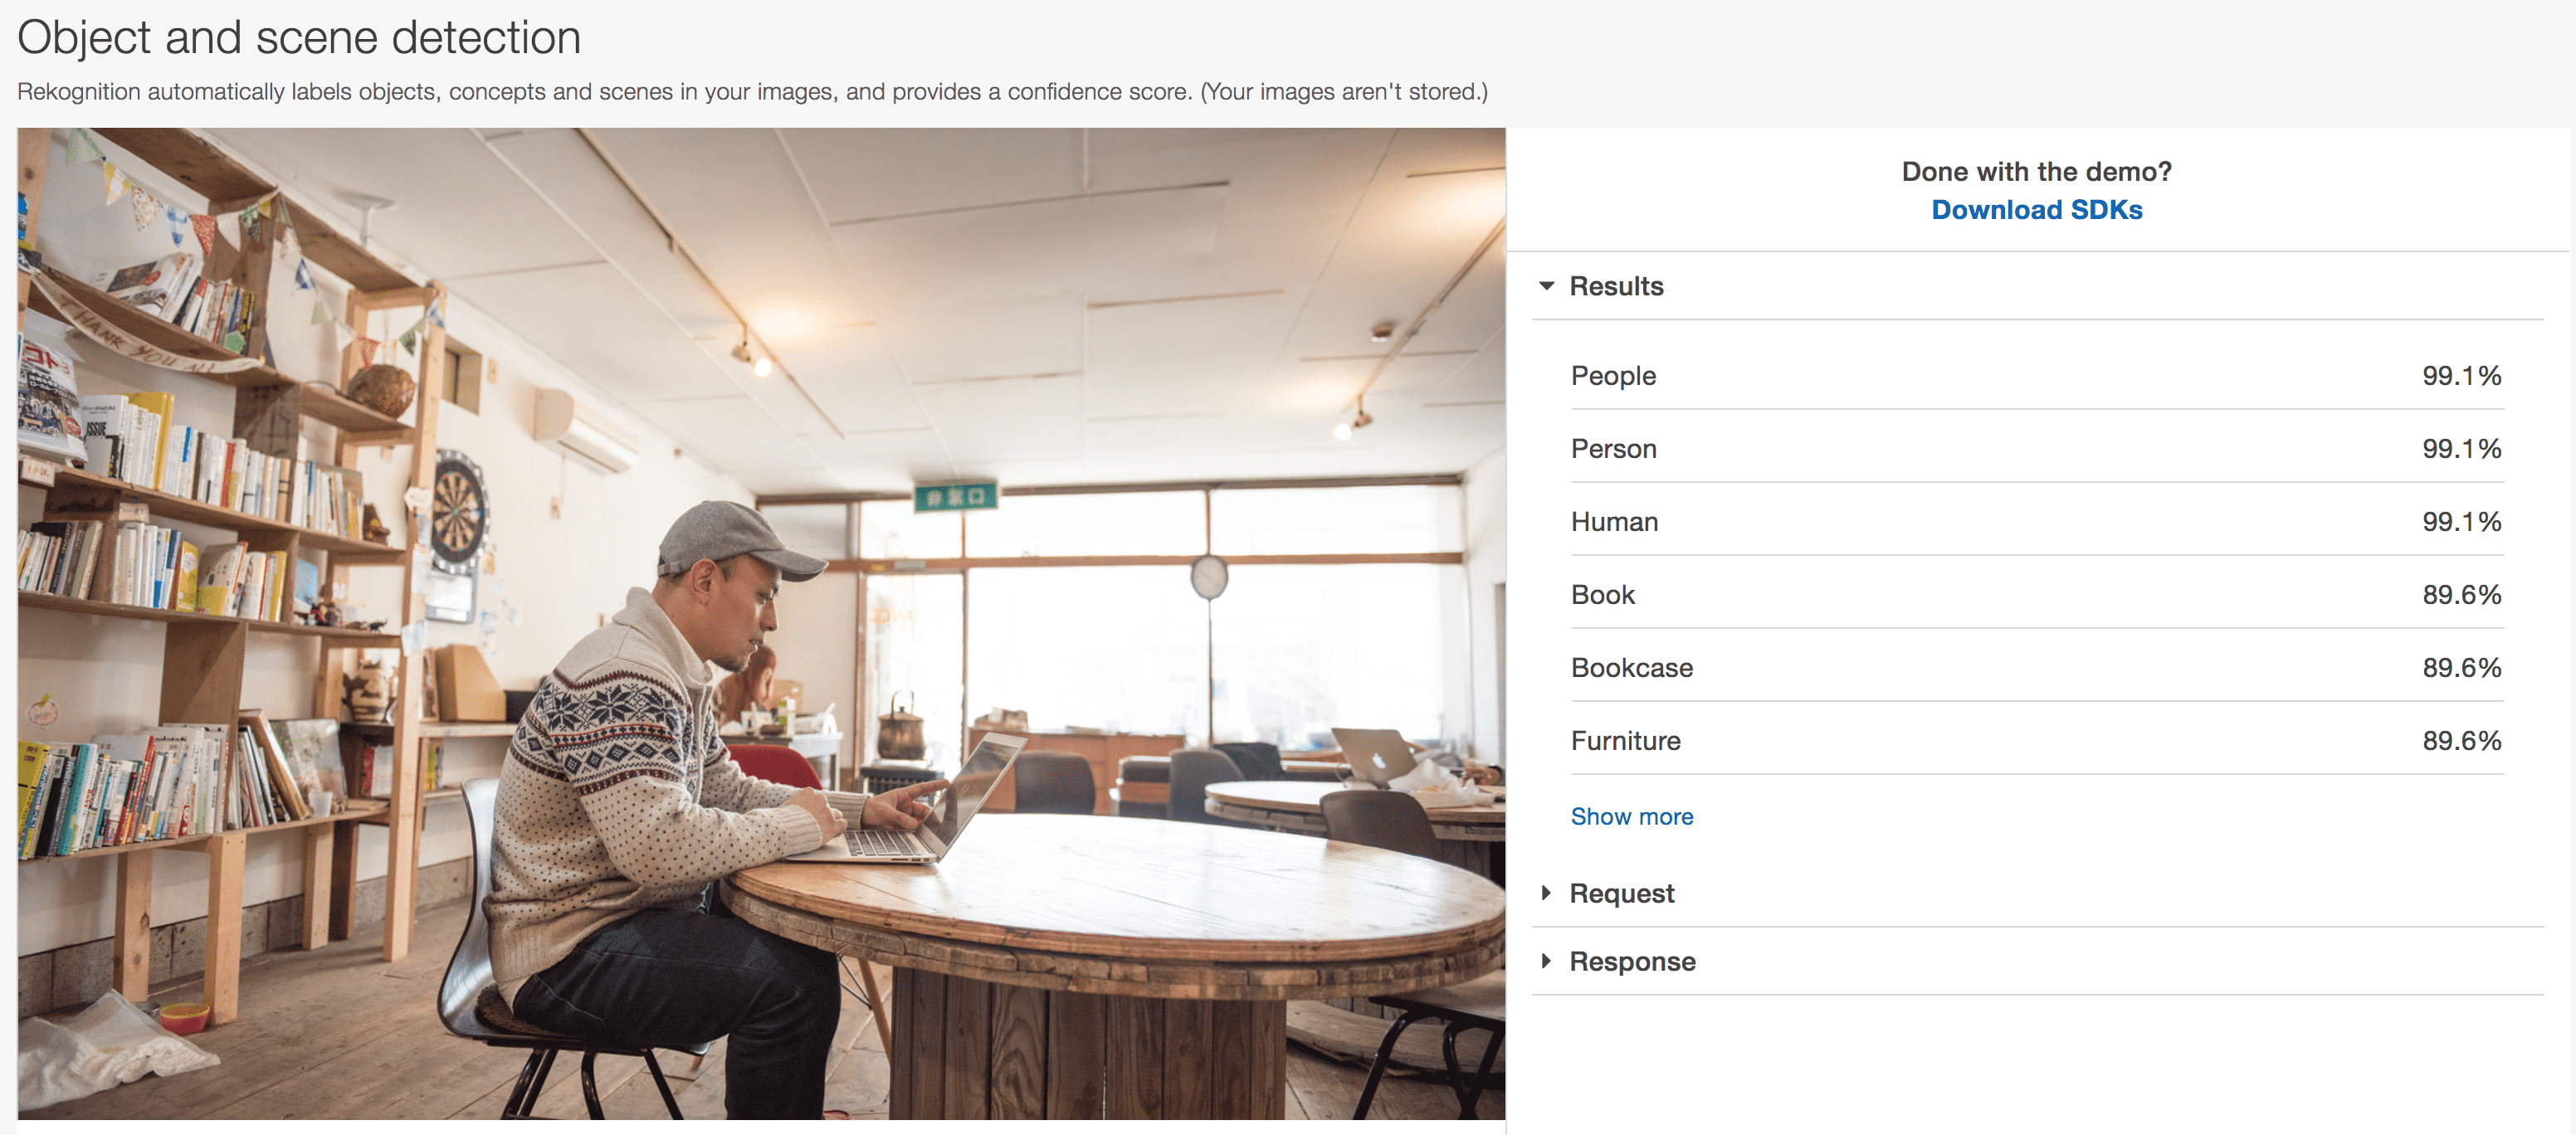 Object and scene detection
Rekognition automatically labels objects, concepts and scenes in your images, and provides a confidence score. (Your images aren't stored.)
THANK YOU ALL
ISSUE
非常口
Done with the demo?
Download SDKs
Results
People 99.1%
Person 99.1%
Human 99.1%
Book 89.6%
Bookcase 89.6%
Furniture 89.6%
Show more
Request
Response